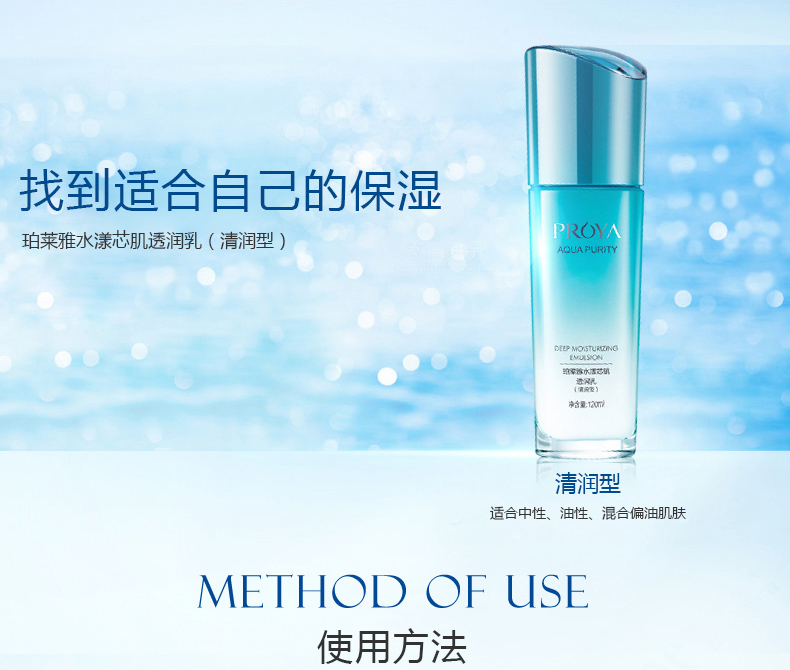 找到适合自己的保湿
珀莱雅水漾芯肌透润乳（清润型）
PROYA
AQUA PURITY
DEEP MOISTURIZING
EMULSION
珀莱雅水漾芯肌
透润乳
（清润型）
净含量:120ml
清润型
适合中性、油性、混合偏油肌肤
METHOD OF USE
使用方法